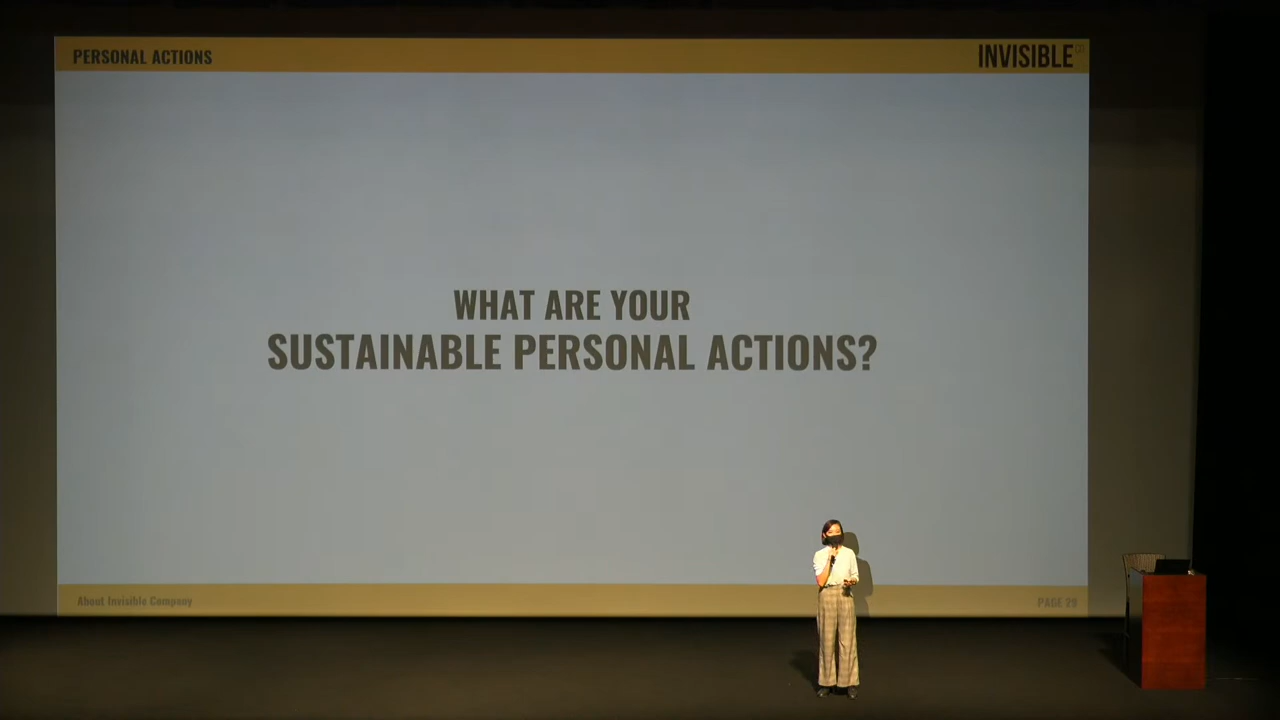 PERSONAL ACTIONS
INVISIBLE
WHAT ARE YOUR
SUSTAINABLE PERSONAL ACTIONS?
About Invisible Company
PAGE 29